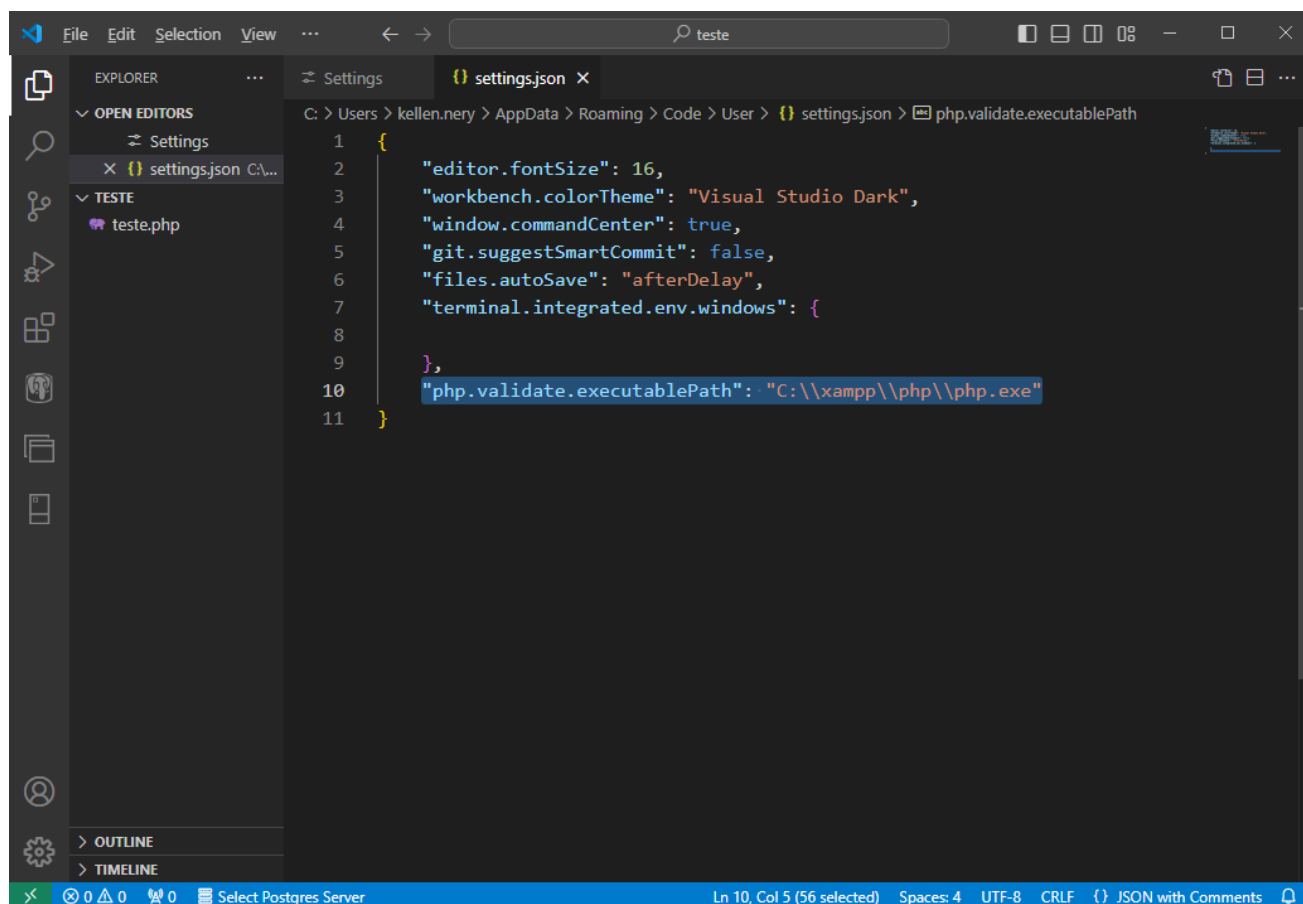 File Edit Selection View ··· ← → teste
EXPLORER ···
OPEN EDITORS
Settings
{} settings.json C:\...
TESTE
teste.php
Settings {} settings.json
C: > Users > kellen.nery > AppData > Roaming > Code > User > {} settings.json > php.validate.executablePath
1 {
2 "editor.fontSize": 16,
3 "workbench.colorTheme": "Visual Studio Dark",
4 "window.commandCenter": true,
5 "git.suggestSmartCommit": false,
6 "files.autoSave": "afterDelay",
7 "terminal.integrated.env.windows": {
8
9 },
10 "php.validate.executablePath": "C:\\xampp\\php\\php.exe"
11 }
OUTLINE
TIMELINE
0 0 0 Select Postgres Server Ln 10, Col 5 (56 selected) Spaces: 4 UTF-8 CRLF {} JSON with Comments